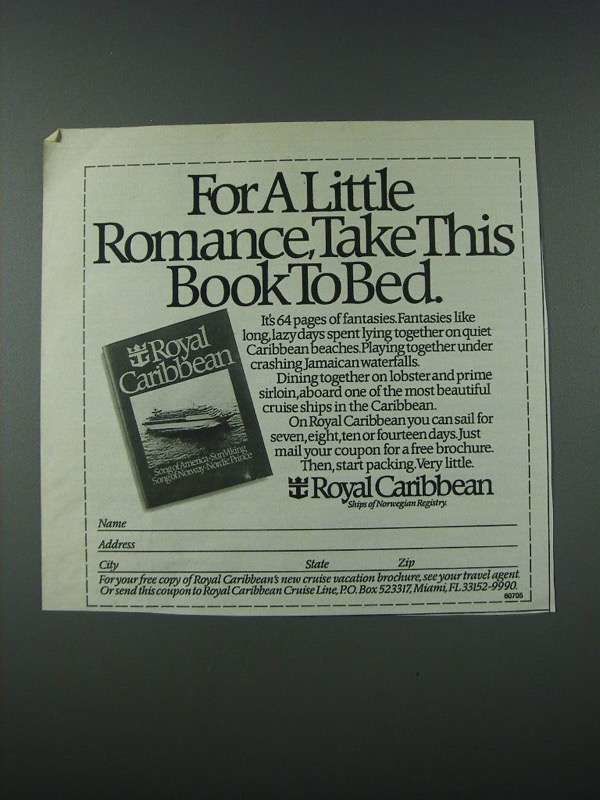 For A Little
Romance, Take This
Book To Bed.
It's 64 pages of fantasies. Fantasies like
long, lazy days spent lying together on quiet
Caribbean beaches. Playing together under
crashing Jamaican waterfalls.
Dining together on lobster and prime
sirloin, aboard one of the most beautiful
cruise ships in the Caribbean.
On Royal Caribbean you can sail for
seven, eight, ten or fourteen days. Just
mail your coupon for a free brochure.
Then, start packing. Very little.
Royal Caribbean
Ships of Norwegian Registry.
Royal
Caribbean
Song of America·Sun Viking
Song of Norway·Nordic Prince
Name
Address
City State Zip
For your free copy of Royal Caribbean's new cruise vacation brochure, see your travel agent.
Or send this coupon to Royal Caribbean Cruise Line, P.O. Box 523317, Miami, FL 33152-9990.
60705